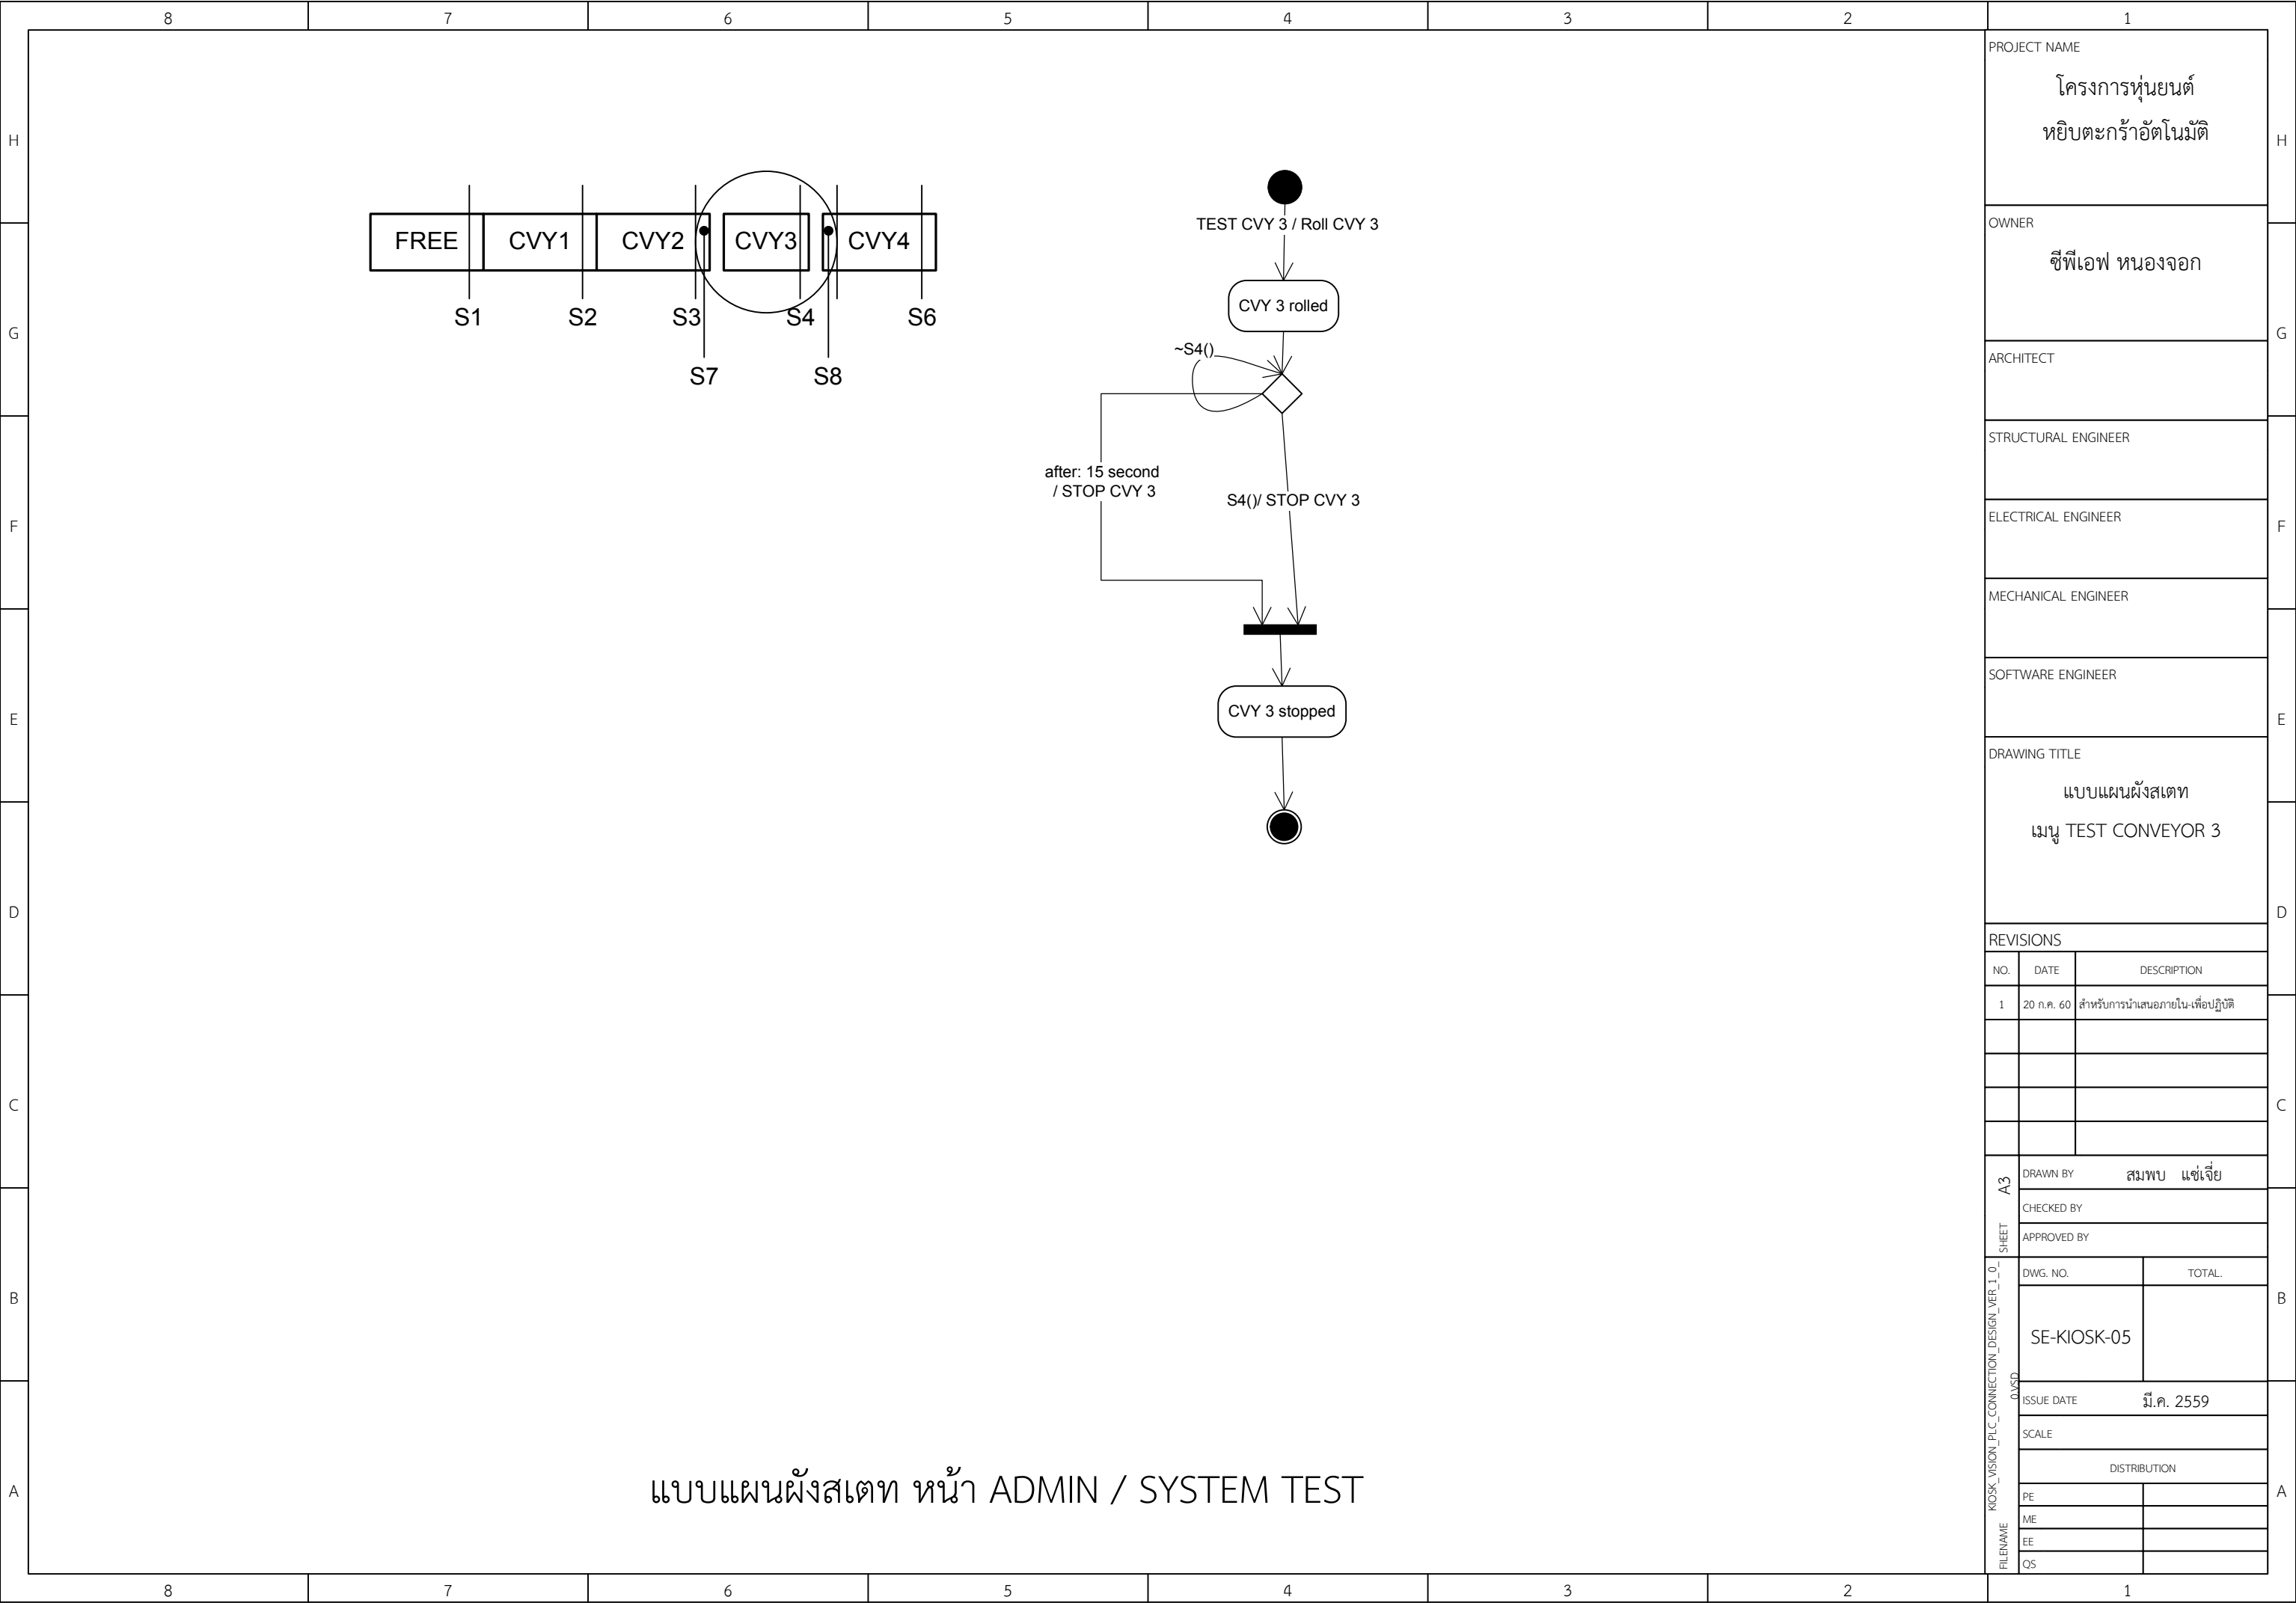 8 7 6 5 4 3 2 1
H
G
F
E
D
C
B
A
FREE CVY1 CVY2 CVY3 CVY4
S1 S2 S3 S4 S6
S7 S8
TEST CVY 3 / Roll CVY 3
CVY 3 rolled
~S4()
after: 15 second
/ STOP CVY 3
S4()/ STOP CVY 3
CVY 3 stopped
แบบแผนผังสเตท หน้า ADMIN / SYSTEM TEST
PROJECT NAME
โครงการหุ่นยนต์
หยิบตะกร้าอัตโนมัติ
OWNER
ซีพีเอฟ หนองจอก
ARCHITECT
STRUCTURAL ENGINEER
ELECTRICAL ENGINEER
MECHANICAL ENGINEER
SOFTWARE ENGINEER
DRAWING TITLE
แบบแผนผังสเตท
เมนู TEST CONVEYOR 3
REVISIONS
NO. DATE DESCRIPTION
1 20 ก.ค. 60 สำหรับการนำเสนอภายใน-เพื่อปฏิบัติ
SHEET A3
DRAWN BY สมพบ แซ่เจี่ย
CHECKED BY
APPROVED BY
FILENAME KIOSK_VISION_PLC_CONNECTION_DESIGN_VER_1_0_
0.VSD
DWG. NO. TOTAL.
SE-KIOSK-05
ISSUE DATE มี.ค. 2559
SCALE
DISTRIBUTION
PE
ME
EE
QS
H
G
F
E
D
C
B
A
8 7 6 5 4 3 2 1